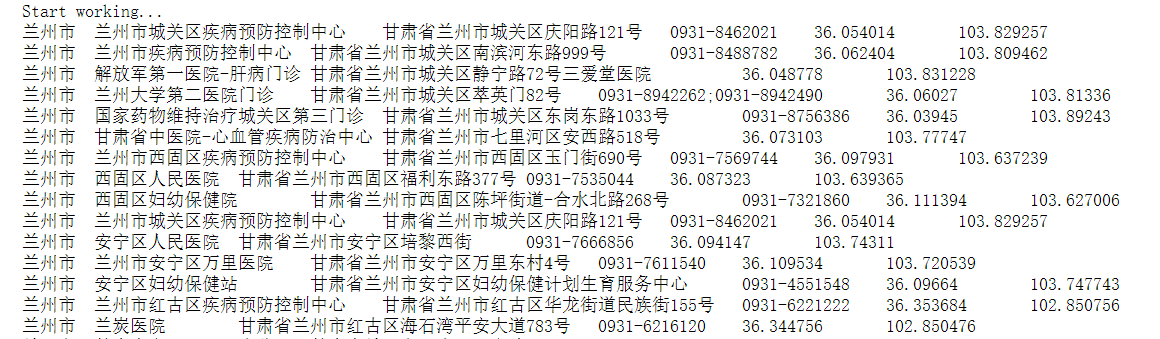 Start working...
兰州市 兰州市城关区疾病预防控制中心 甘肃省兰州市城关区庆阳路121号 0931-8462021 36.054014 103.829257
兰州市 兰州市疾病预防控制中心 甘肃省兰州市城关区南滨河东路999号 0931-8488782 36.062404 103.809462
兰州市 解放军第一医院-肝病门诊 甘肃省兰州市城关区静宁路72号三爱堂医院 36.048778 103.831228
兰州市 兰州大学第二医院门诊 甘肃省兰州市城关区萃英门82号 0931-8942262;0931-8942490 36.06027 103.81336
兰州市 国家药物维持治疗城关区第三门诊 甘肃省兰州市城关区东岗东路1033号 0931-8756386 36.03945 103.89243
兰州市 甘肃省中医院-心血管疾病防治中心 甘肃省兰州市七里河区安西路518号 36.073103 103.77747
兰州市 兰州市西固区疾病预防控制中心 甘肃省兰州市西固区玉门街690号 0931-7569744 36.097931 103.637239
兰州市 西固区人民医院 甘肃省兰州市西固区福利东路377号 0931-7535044 36.087323 103.639365
兰州市 西固区妇幼保健院 甘肃省兰州市西固区陈坪街道-合水北路268号 0931-7321860 36.111394 103.627006
兰州市 兰州市城关区疾病预防控制中心 甘肃省兰州市城关区庆阳路121号 0931-8462021 36.054014 103.829257
兰州市 安宁区人民医院 甘肃省兰州市安宁区培黎西街 0931-7666856 36.094147 103.74311
兰州市 兰州市安宁区万里医院 甘肃省兰州市安宁区万里东村4号 0931-7611540 36.109534 103.720539
兰州市 安宁区妇幼保健站 甘肃省兰州市安宁区妇幼保健计划生育服务中心 0931-4551548 36.09664 103.747743
兰州市 兰州市红古区疾病预防控制中心 甘肃省兰州市红古区华龙街道民族街155号 0931-6221222 36.353684 102.850756
兰州市 兰炭医院 甘肃省兰州市红古区海石湾平安大道783号 0931-6216120 36.344756 102.850476